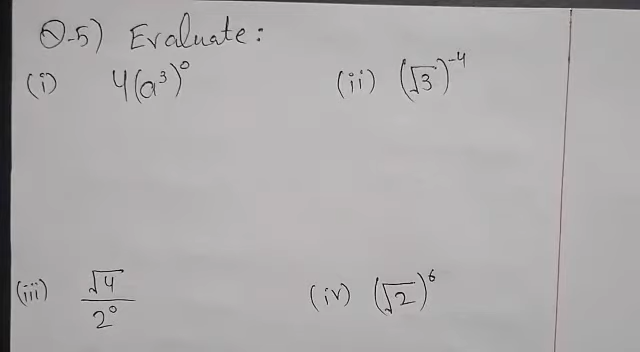 Q.5) Evaluate:
(i) 4(a³)⁰ (ii) (√3)⁻⁴
(iii) √4/2⁰ (iv) (√2)⁶